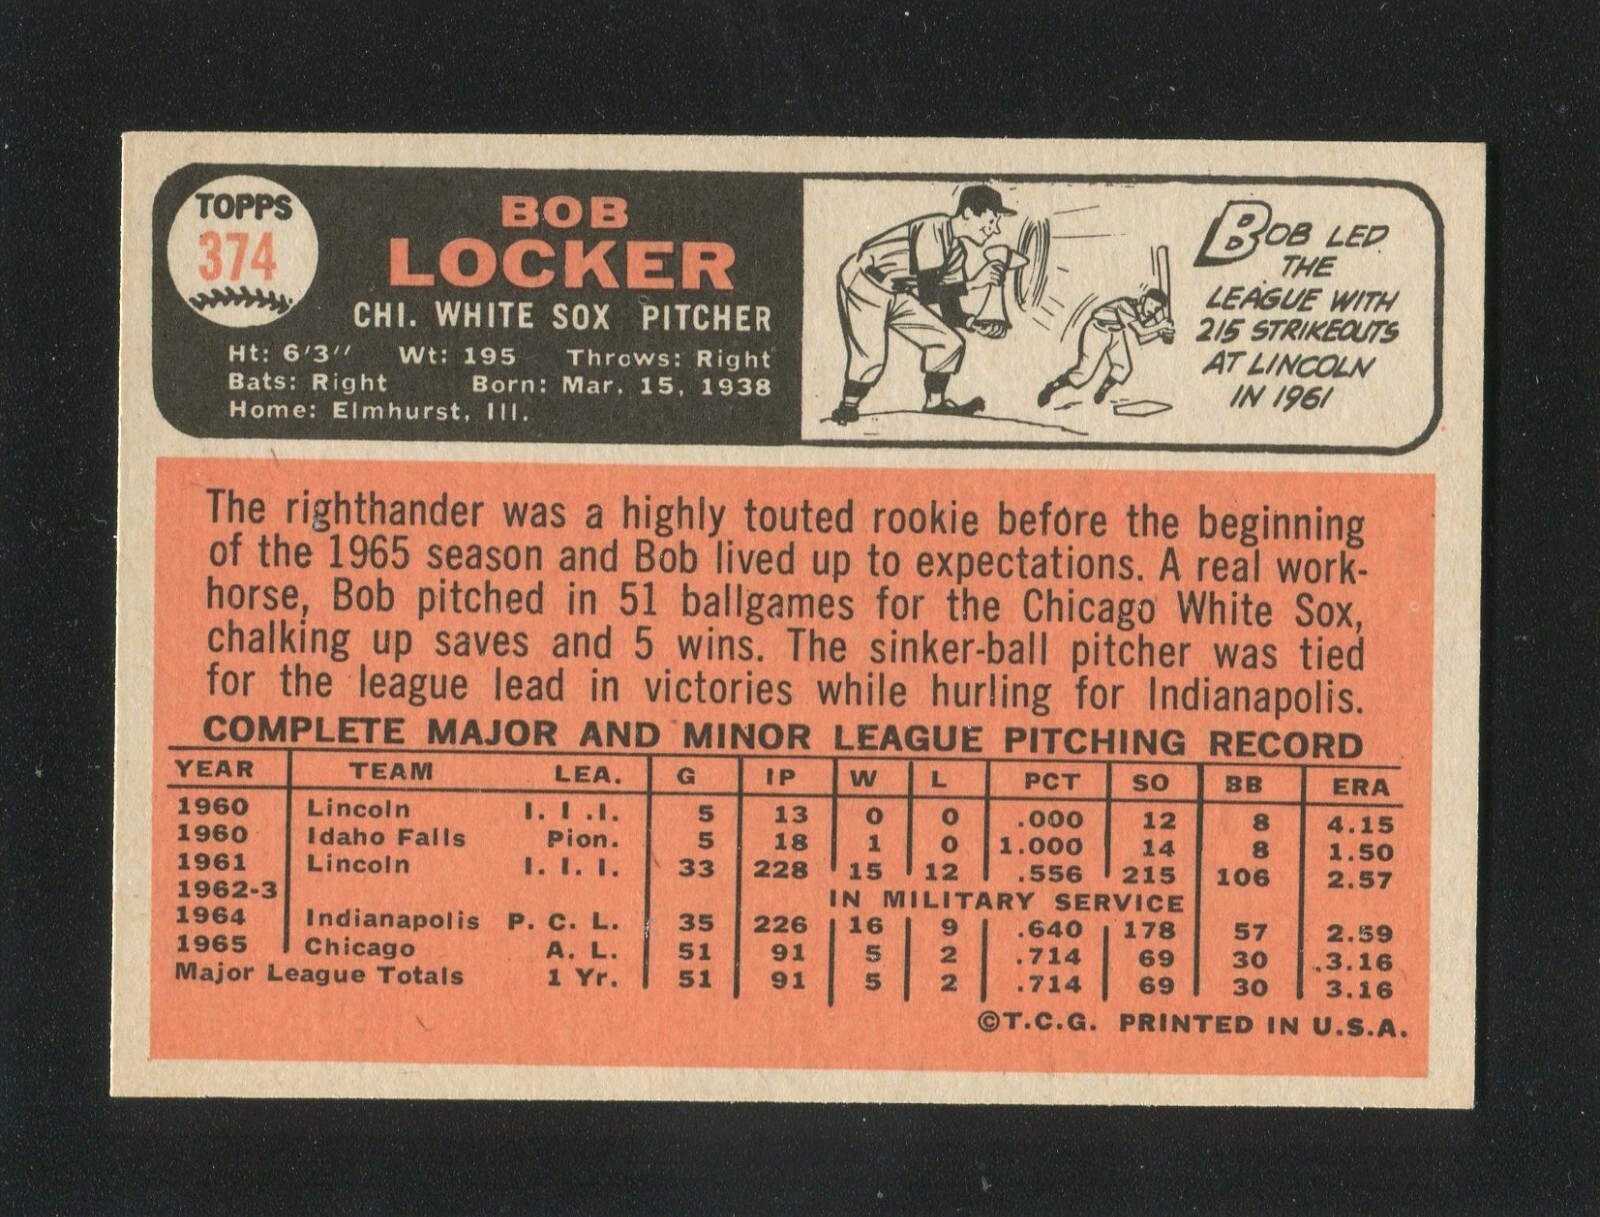 TOPPS
374
BOB
LOCKER
CHI. WHITE SOX PITCHER
Ht: 6'3" Wt: 195 Throws: Right
Bats: Right Born: Mar. 15, 1938
Home: Elmhurst, Ill.
BOB LED
THE
LEAGUE WITH
215 STRIKEOUTS
AT LINCOLN
IN 1961
The righthander was a highly touted rookie before the beginning
of the 1965 season and Bob lived up to expectations. A real work-
horse, Bob pitched in 51 ballgames for the Chicago White Sox,
chalking up saves and 5 wins. The sinker-ball pitcher was tied
for the league lead in victories while hurling for Indianapolis.
COMPLETE MAJOR AND MINOR LEAGUE PITCHING RECORD
YEAR TEAM LEA. G IP W L PCT SO BB ERA
1960 Lincoln I. I .I. 5 13 0 0 .000 12 8 4.15
1960 Idaho Falls Pion. 5 18 1 0 1.000 14 8 1.50
1961 Lincoln I. I. I. 33 228 15 12 .556 215 106 2.57
1962-3 IN MILITARY SERVICE
1964 Indianapolis P. C. L. 35 226 16 9 .640 178 57 2.59
1965 Chicago A. L. 51 91 5 2 .714 69 30 3.16
Major League Totals 1 Yr. 51 91 5 2 .714 69 30 3.16
©T.C.G. PRINTED IN U.S.A.